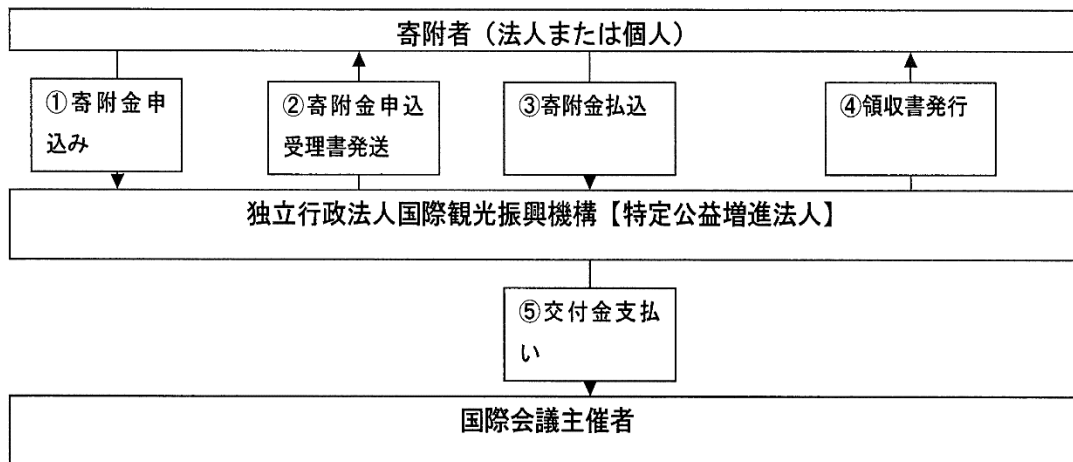 寄附者（法人または個人）
①寄附金申
込み
②寄附金申込
受理書発送
③寄附金払込
④領収書発行
独立行政法人国際観光振興機構【特定公益増進法人】
⑤交付金支払
い
国際会議主催者